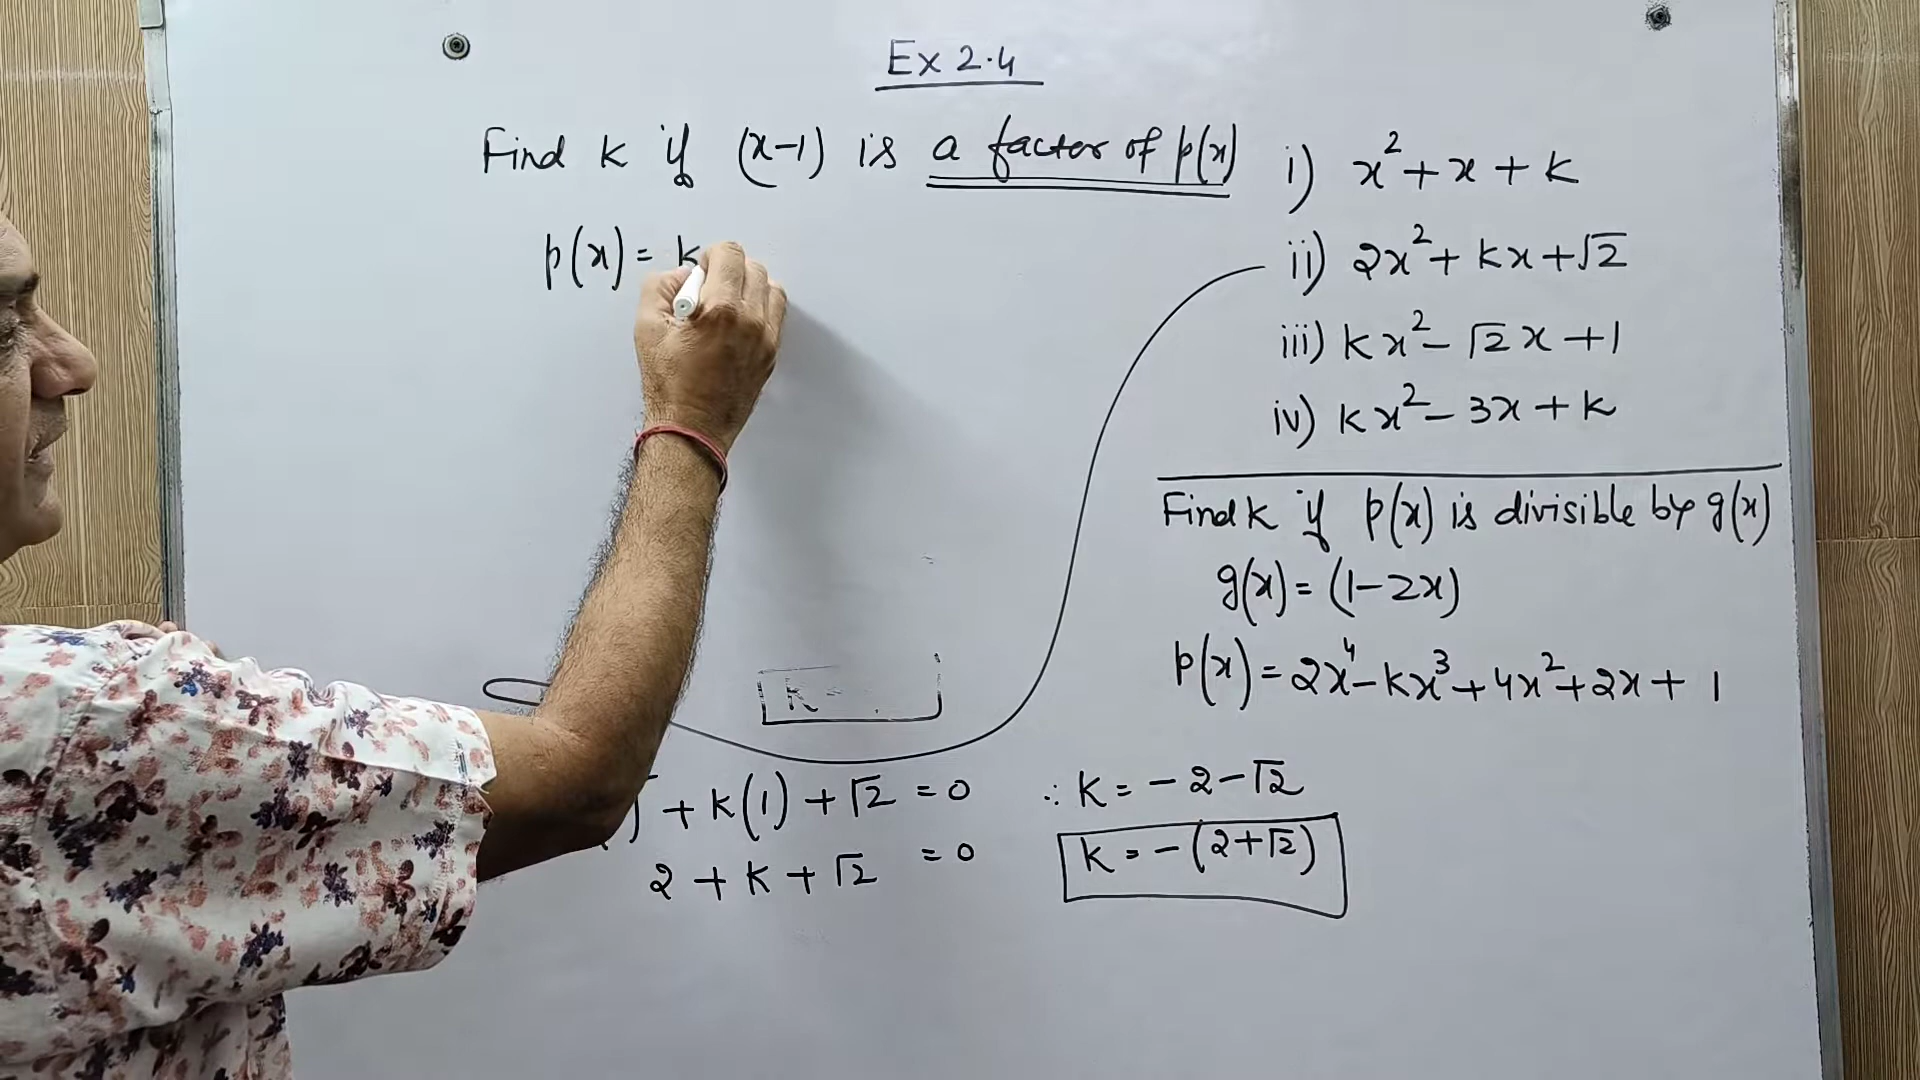 Ex 2.4
Find k if (x-1) is a factor of p(x)
p(x) = k
i) x² + x + k
ii) 2x² + kx + √2
iii) kx² - √2 x + 1
iv) kx² - 3x + k
Find k if p(x) is divisible by g(x)
g(x) = (1-2x)
p(x) = 2x⁴ - kx³ + 4x² + 2x + 1
k =
+ k(1) + √2 = 0
2 + k + √2 = 0
∴ k = -2 - √2
k = -(2+√2)